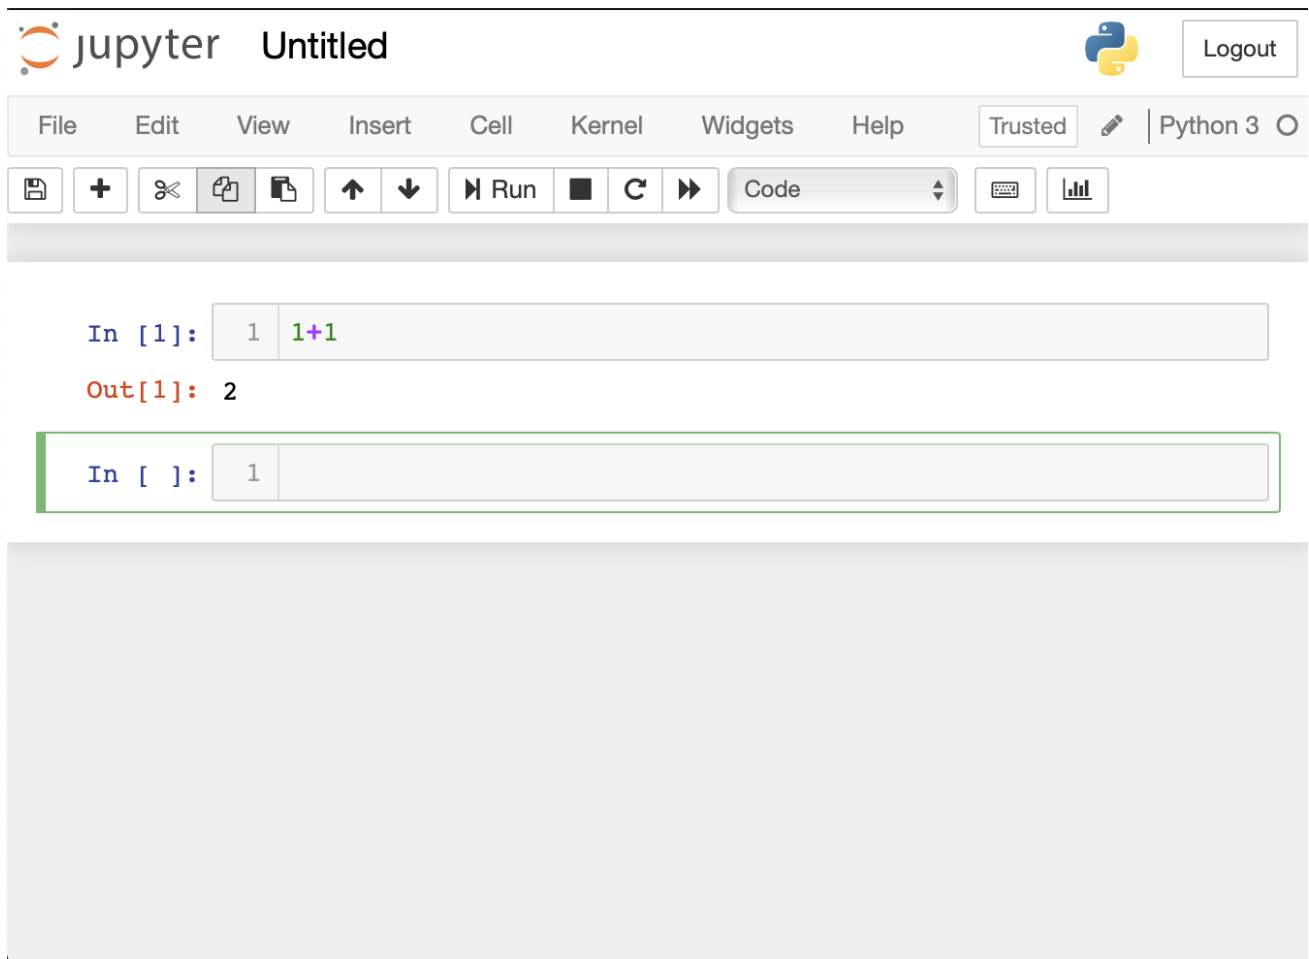 jupyter Untitled Logout
File Edit View Insert Cell Kernel Widgets Help Trusted Python 3
Run Code
In [1]: 1 1+1
Out[1]: 2
In [ ]: 1